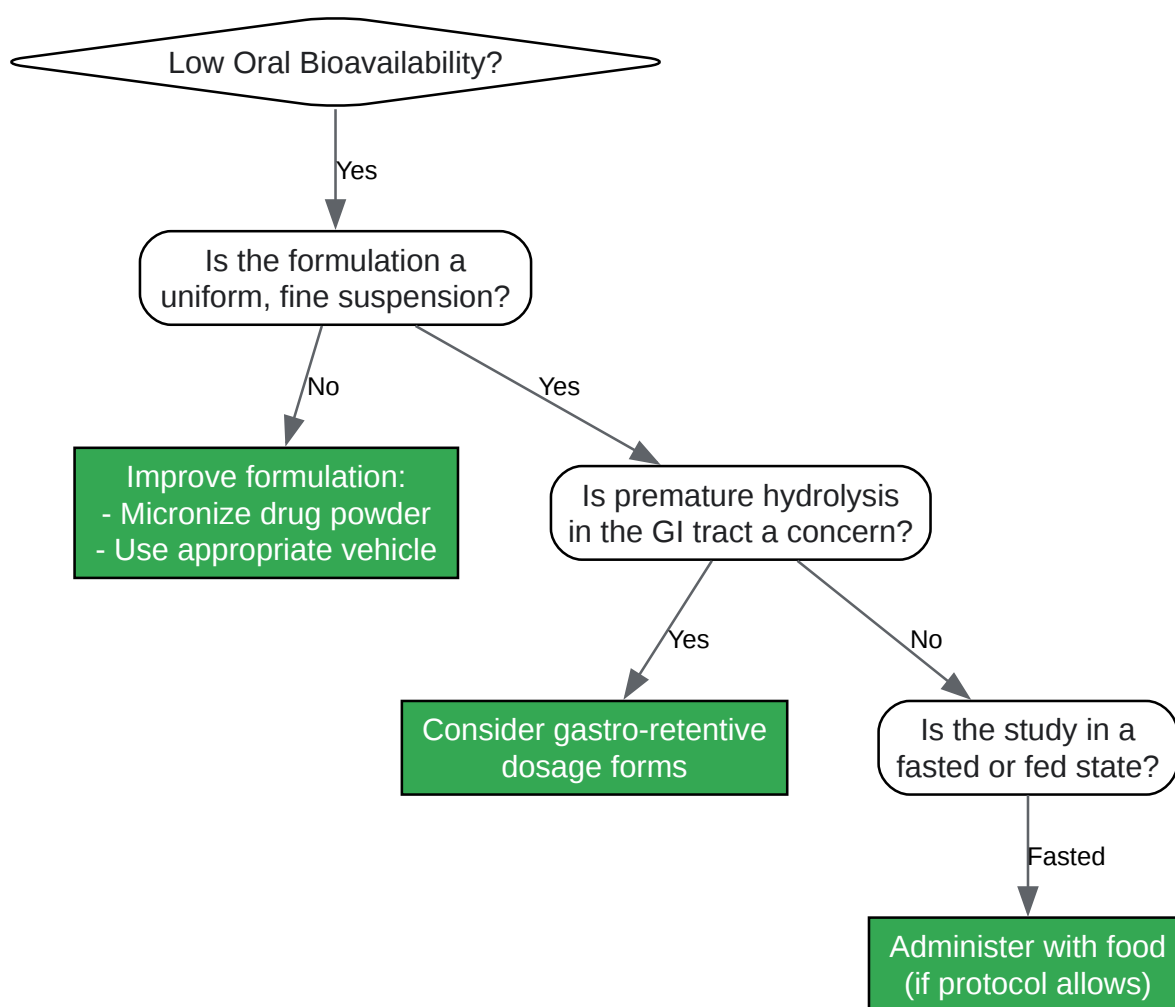 Low Oral Bioavailability?
Yes
Is the formulation a
uniform, fine suspension?
No
Yes
Improve formulation:
- Micronize drug powder
- Use appropriate vehicle
Is premature hydrolysis
in the GI tract a concern?
Yes
No
Consider gastro-retentive
dosage forms
Is the study in a
fasted or fed state?
Fasted
Administer with food
(if protocol allows)